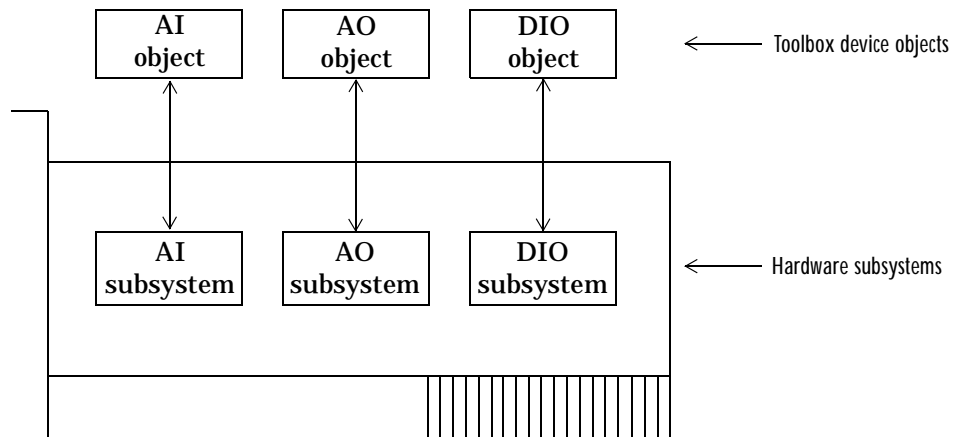 AI
object
AO
object
DIO
object
Toolbox device objects
AI
subsystem
AO
subsystem
DIO
subsystem
Hardware subsystems